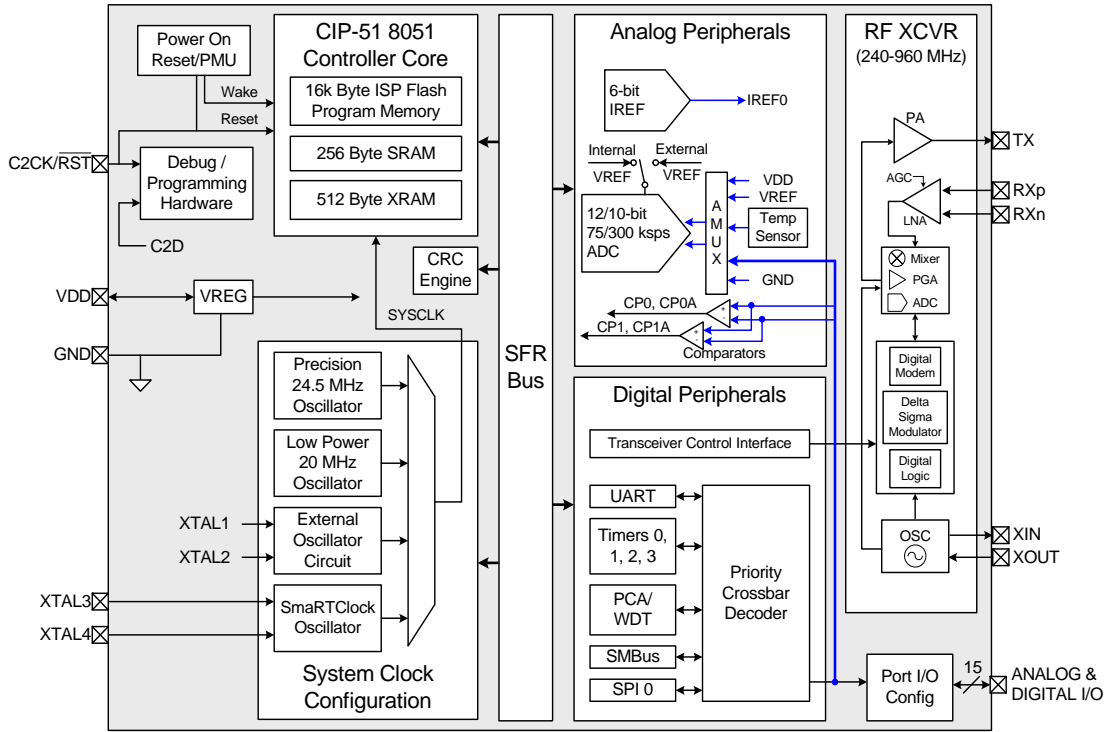 Power On
Reset/PMU
Wake
Reset
C2CK/RST
Debug /
Programming
Hardware
C2D
VDD
VREG
GND
CIP-51 8051
Controller Core
16k Byte ISP Flash
Program Memory
256 Byte SRAM
512 Byte XRAM
CRC
Engine
SYSCLK
Precision
24.5 MHz
Oscillator
Low Power
20 MHz
Oscillator
XTAL1
XTAL2
External
Oscillator
Circuit
XTAL3
XTAL4
SmaRTClock
Oscillator
System Clock
Configuration
SFR
Bus
Analog Peripherals
6-bit
IREF
IREF0
Internal
VREF
External
VREF
12/10-bit
75/300 ksps
ADC
A
M
U
X
VDD
VREF
Temp
Sensor
GND
CP0, CP0A
+
-
CP1, CP1A
+
-
Comparators
Digital Peripherals
Transceiver Control Interface
UART
Timers 0,
1, 2, 3
PCA/
WDT
SMBus
SPI 0
Priority
Crossbar
Decoder
RF XCVR
(240-960 MHz)
PA
TX
AGC
LNA
RXp
RXn
Mixer
PGA
ADC
Digital
Modem
Delta
Sigma
Modulator
Digital
Logic
OSC
XIN
XOUT
Port I/O
Config
15
ANALOG &
DIGITAL I/O